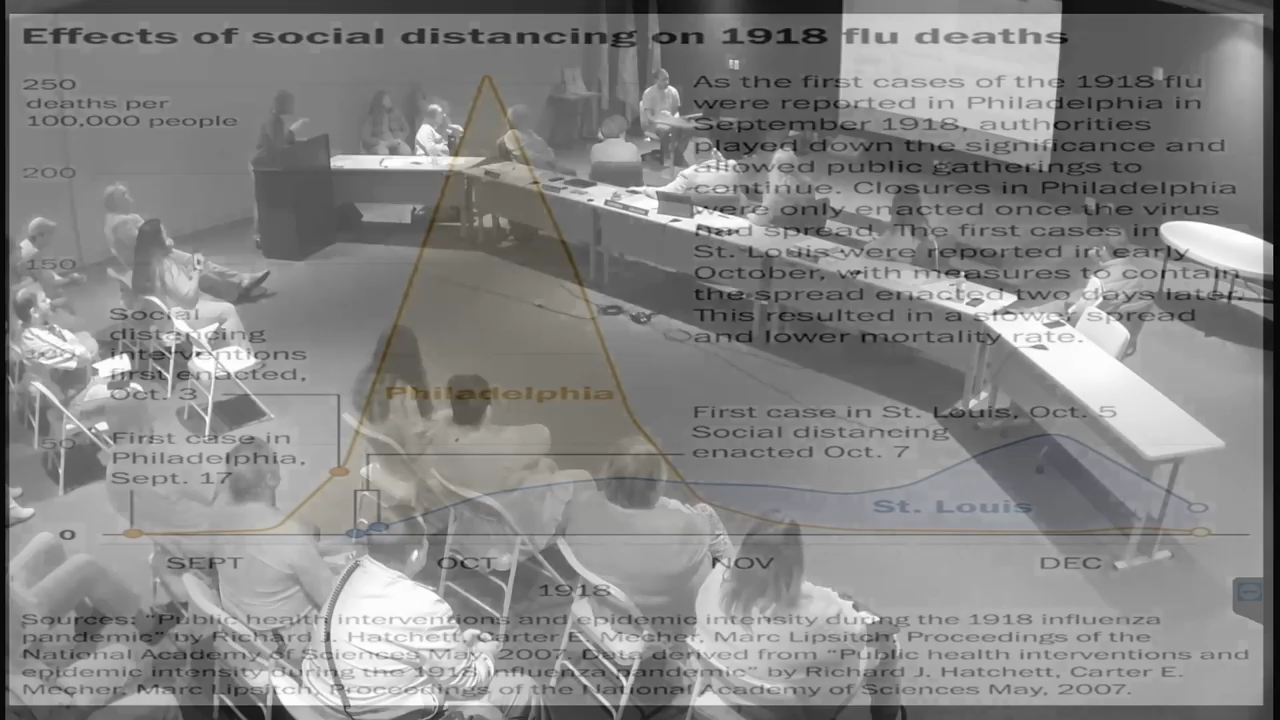 Effects of social distancing on 1918 flu deaths
250
deaths per
100,000 people
200
150
100
50
0
As the first cases of the 1918 flu
were reported in Philadelphia in
September 1918, authorities
played down the significance and
allowed public gatherings to
continue. Closures in Philadelphia
were only enacted once the virus
had spread. The first cases in
St. Louis were reported in early
October, with measures to contain
the spread enacted two days later.
This resulted in a slower spread
and lower mortality rate.
Social
distancing
interventions
first enacted,
Oct. 3
Philadelphia
First case in
Philadelphia,
Sept. 17
First case in St. Louis, Oct. 5
Social distancing
enacted Oct. 7
St. Louis
SEPT
OCT
NOV
DEC
1918
Sources: “Public health interventions and epidemic intensity during the 1918 influenza
pandemic” by Richard J. Hatchett, Carter E. Mecher, Marc Lipsitch, Proceedings of the
National Academy of Sciences May, 2007. Data derived from “Public health interventions and
epidemic intensity during the 1918 influenza pandemic” by Richard J. Hatchett, Carter E.
Mecher, Marc Lipsitch, Proceedings of the National Academy of Sciences May, 2007.